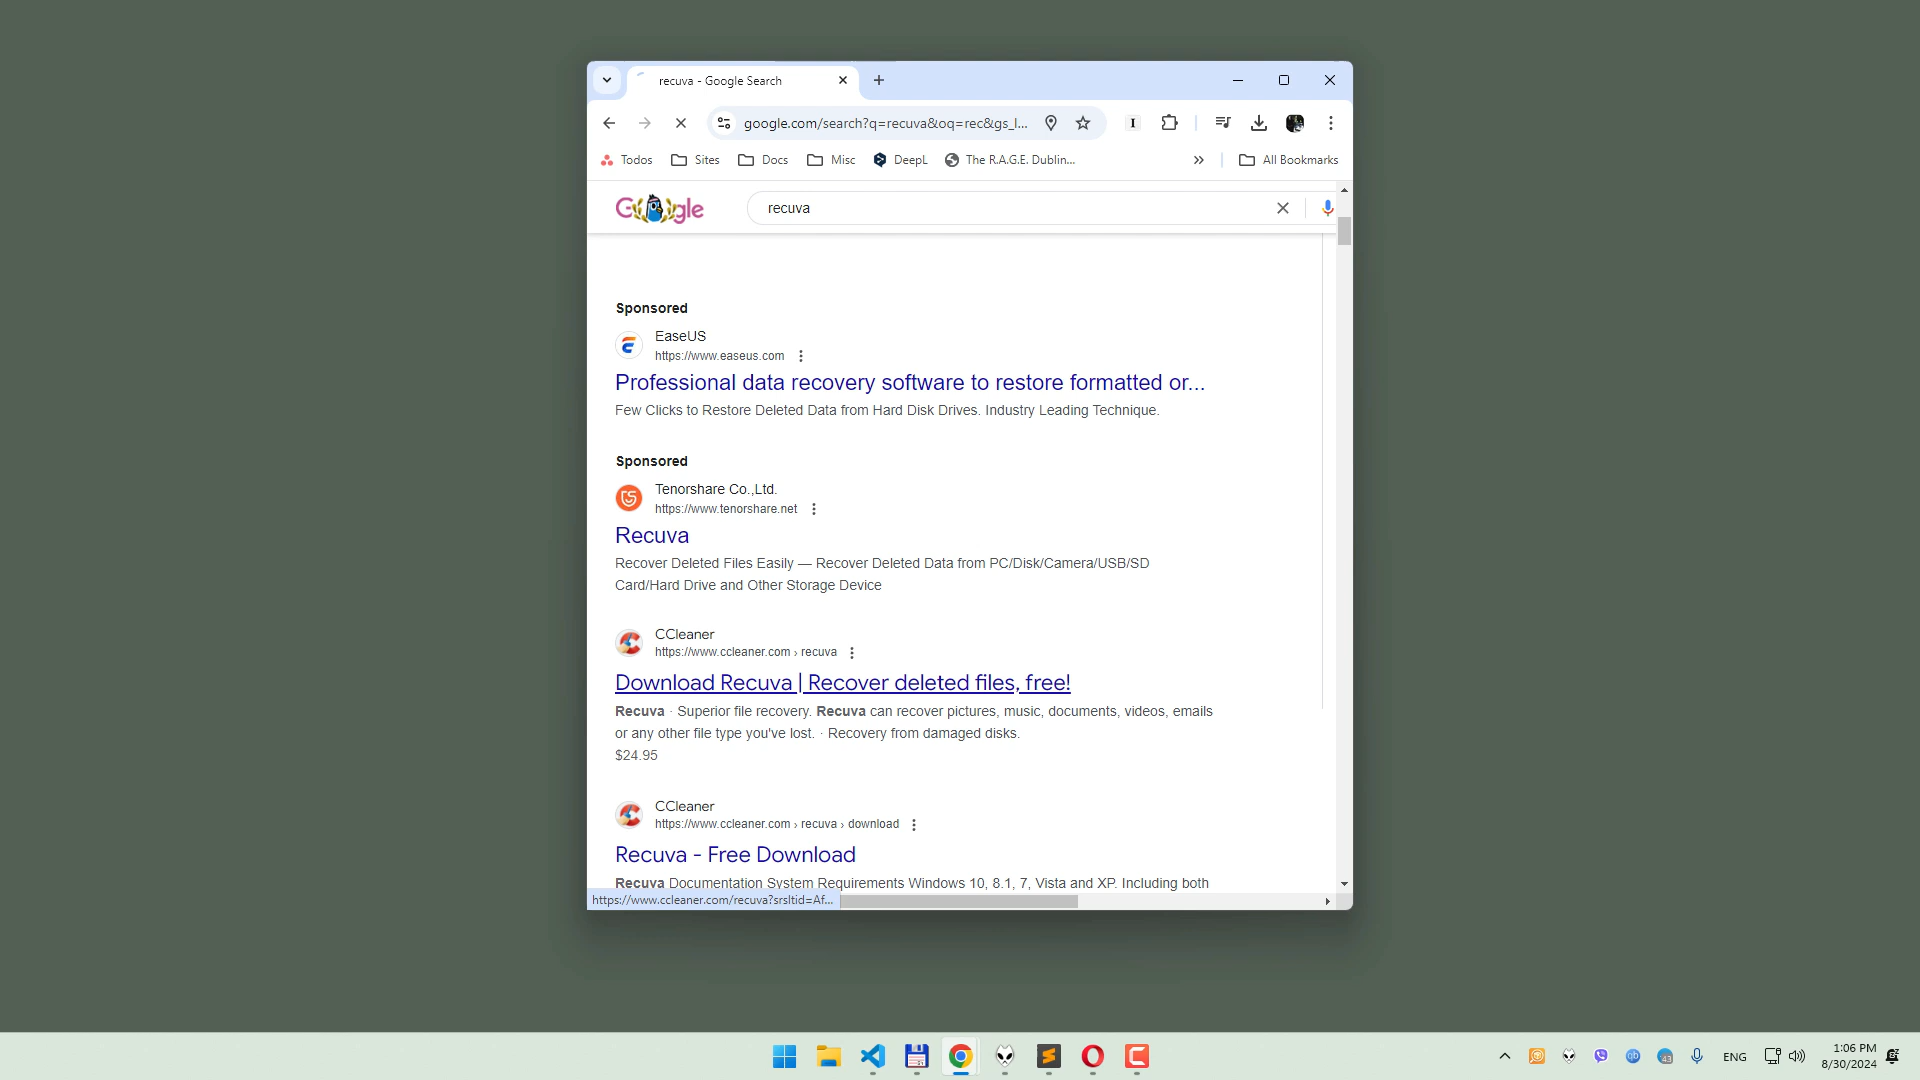 recuva - Google Search
google.com/search?q=recuva&oq=rec&gs_l...
Todos
Sites
Docs
Misc
DeepL
The R.A.G.E. Dublin...
All Bookmarks
Google
recuva
Sponsored
EaseUS
https://www.easeus.com
Professional data recovery software to restore formatted or...
Few Clicks to Restore Deleted Data from Hard Disk Drives. Industry Leading Technique.
Sponsored
Tenorshare Co.,Ltd.
https://www.tenorshare.net
Recuva
Recover Deleted Files Easily — Recover Deleted Data from PC/Disk/Camera/USB/SD
Card/Hard Drive and Other Storage Device
CCleaner
https://www.ccleaner.com › recuva
Download Recuva | Recover deleted files, free!
Recuva · Superior file recovery. Recuva can recover pictures, music, documents, videos, emails
or any other file type you've lost. · Recovery from damaged disks.
$24.95
CCleaner
https://www.ccleaner.com › recuva › download
Recuva - Free Download
Recuva Documentation System Requirements Windows 10, 8.1, 7, Vista and XP. Including both
https://www.ccleaner.com/recuva?srsltid=Af...
43
ENG
1:06 PM
8/30/2024